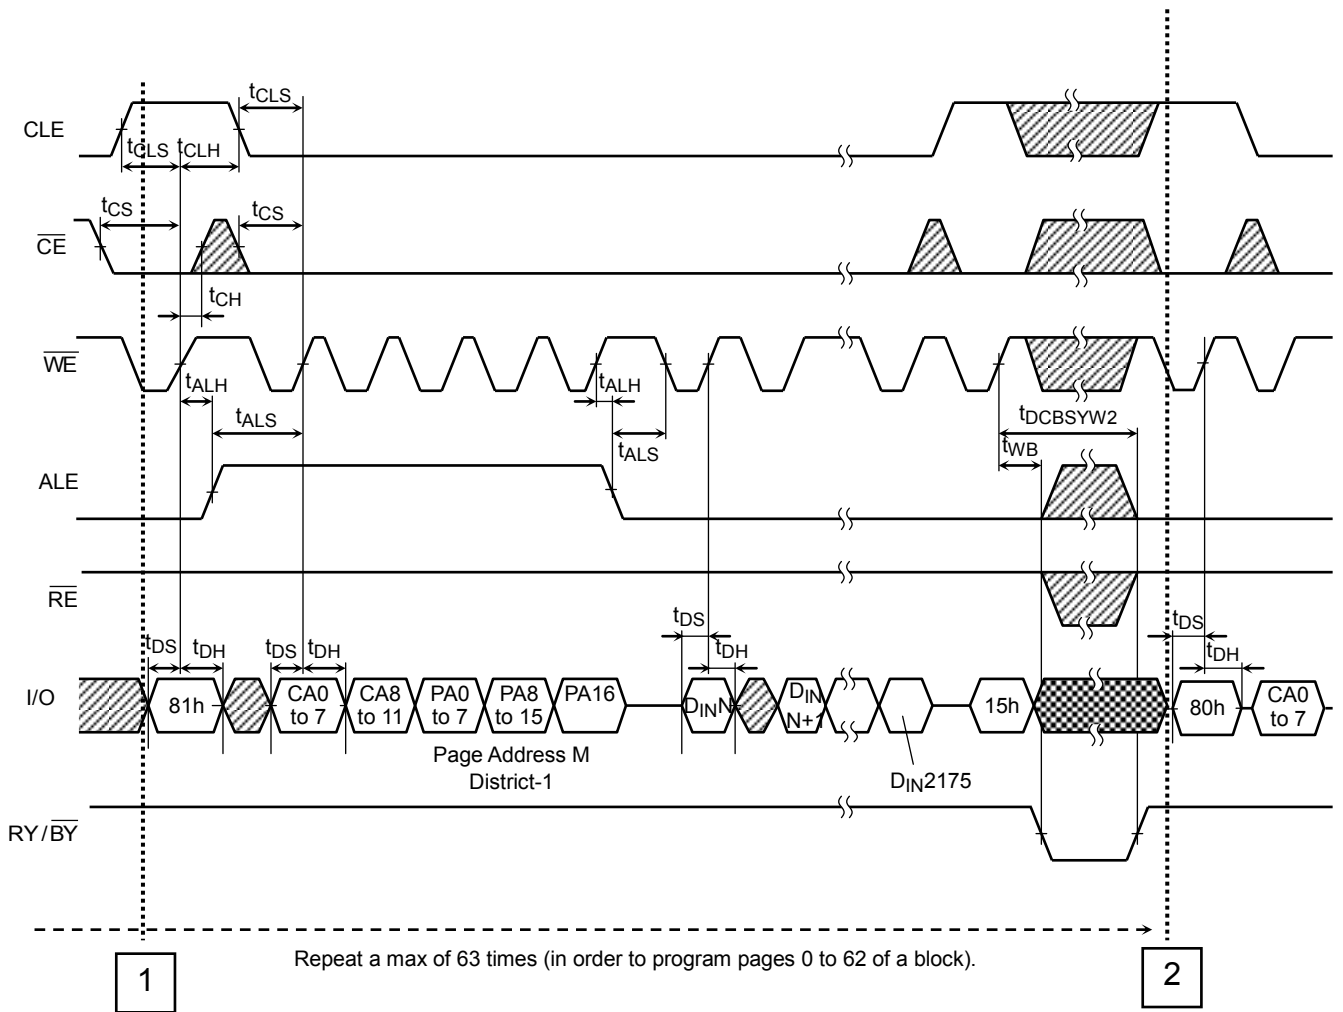 tCLS
CLE
tCLS tCLH
tCS tCS
CE
tCH
WE
tALH tALH
tALS tDCBSYW2
tALS tWB
ALE
RE
tDS tDH tDS tDH tDS tDH tDS tDH
I/O
81h
CA0 to 7
CA8 to 11
PA0 to 7
PA8 to 15
PA16
DINN
DIN N+1
15h
80h
CA0 to 7
Page Address M
District-1
DIN2175
RY/BY
Repeat a max of 63 times (in order to program pages 0 to 62 of a block).
1
2